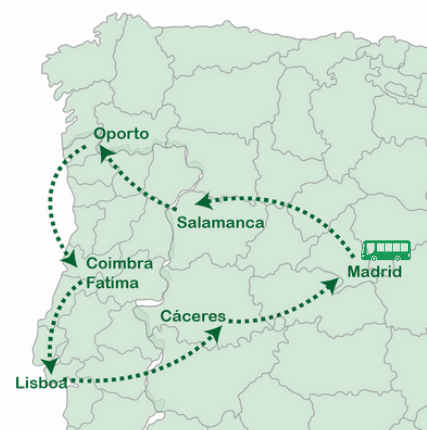 Oporto
Salamanca
Coimbra
Fatima
Madrid
Cáceres
Lisboa